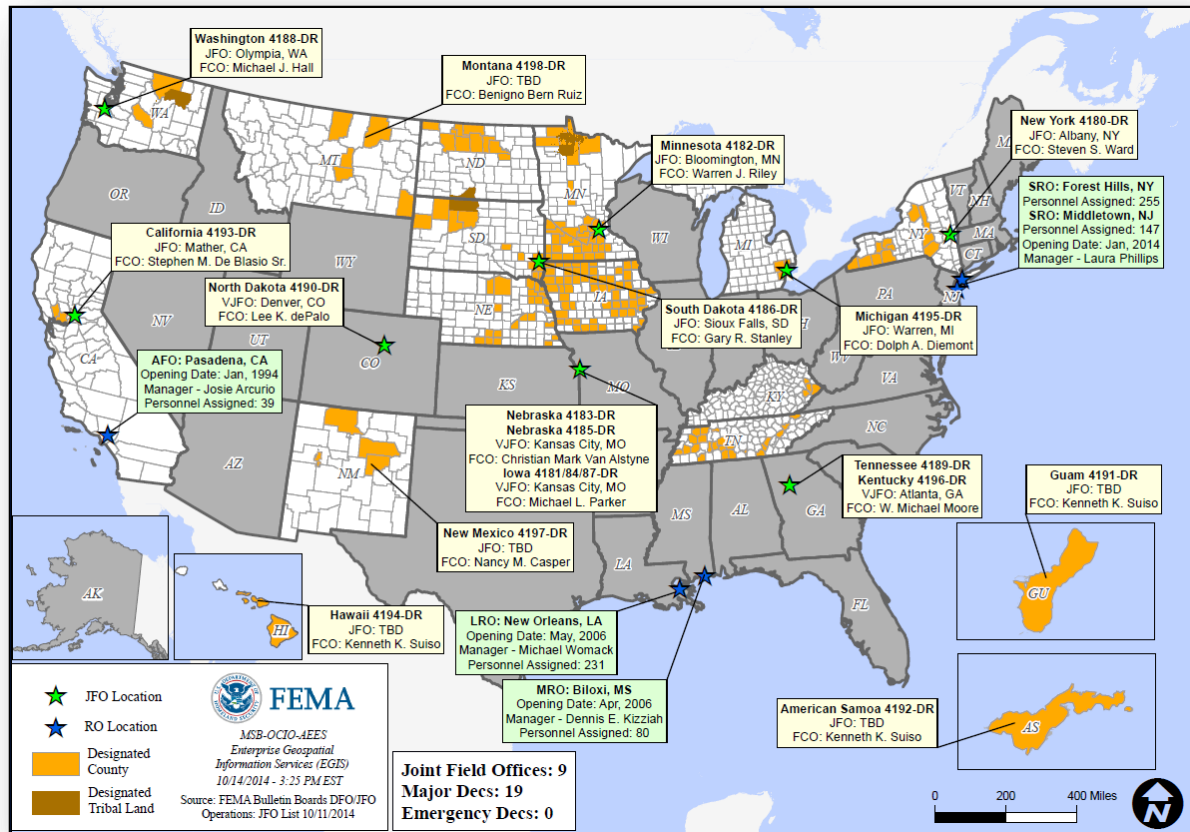 Washington 4188-DR
JFO: Olympia, WA
FCO: Michael J. Hall
Montana 4198-DR
JFO: TBD
FCO: Benigno Bern Ruiz
Minnesota 4182-DR
JFO: Bloomington, MN
FCO: Warren J. Riley
New York 4180-DR
JFO: Albany, NY
FCO: Steven S. Ward
SRO: Forest Hills, NY
Personnel Assigned: 255
SRO: Middletown, NJ
Personnel Assigned: 147
Opening Date: Jan, 2014
Manager - Laura Phillips
California 4193-DR
JFO: Mather, CA
FCO: Stephen M. De Blasio Sr.
North Dakota 4190-DR
VJFO: Denver, CO
FCO: Lee K. dePalo
South Dakota 4186-DR
JFO: Sioux Falls, SD
FCO: Gary R. Stanley
Michigan 4195-DR
JFO: Warren, MI
FCO: Dolph A. Diemont
AFO: Pasadena, CA
Opening Date: Jan, 1994
Manager - Josie Arcurio
Personnel Assigned: 39
Nebraska 4183-DR
Nebraska 4185-DR
VJFO: Kansas City, MO
FCO: Christian Mark Van Alstyne
Iowa 4181/84/87-DR
VJFO: Kansas City, MO
FCO: Michael L. Parker
Tennessee 4189-DR
Kentucky 4196-DR
VJFO: Atlanta, GA
FCO: W. Michael Moore
Guam 4191-DR
JFO: TBD
FCO: Kenneth K. Suiso
New Mexico 4197-DR
JFO: TBD
FCO: Nancy M. Casper
Hawaii 4194-DR
JFO: TBD
FCO: Kenneth K. Suiso
LRO: New Orleans, LA
Opening Date: May, 2006
Manager - Michael Womack
Personnel Assigned: 231
MRO: Biloxi, MS
Opening Date: Apr, 2006
Manager - Dennis E. Kizziah
Personnel Assigned: 80
American Samoa 4192-DR
JFO: TBD
FCO: Kenneth K. Suiso
WA
OR
ID
MT
ND
SD
MN
WI
MI
WY
NV
UT
CA
CO
NE
IA
KS
MO
AZ
NM
KY
TN
WV
VA
NC
PA
NY
VT
NH
MA
CT
NJ
MS
AL
GA
LA
FL
AK
HI
GU
AS
JFO Location
RO Location
Designated
County
Designated
Tribal Land
FEMA
MSB-OCIO-AEES
Enterprise Geospatial
Information Services (EGIS)
10/14/2014 - 3:25 PM EST
Source: FEMA Bulletin Boards DFO/JFO
Operations: JFO List 10/11/2014
Joint Field Offices: 9
Major Decs: 19
Emergency Decs: 0
0 200 400 Miles
N